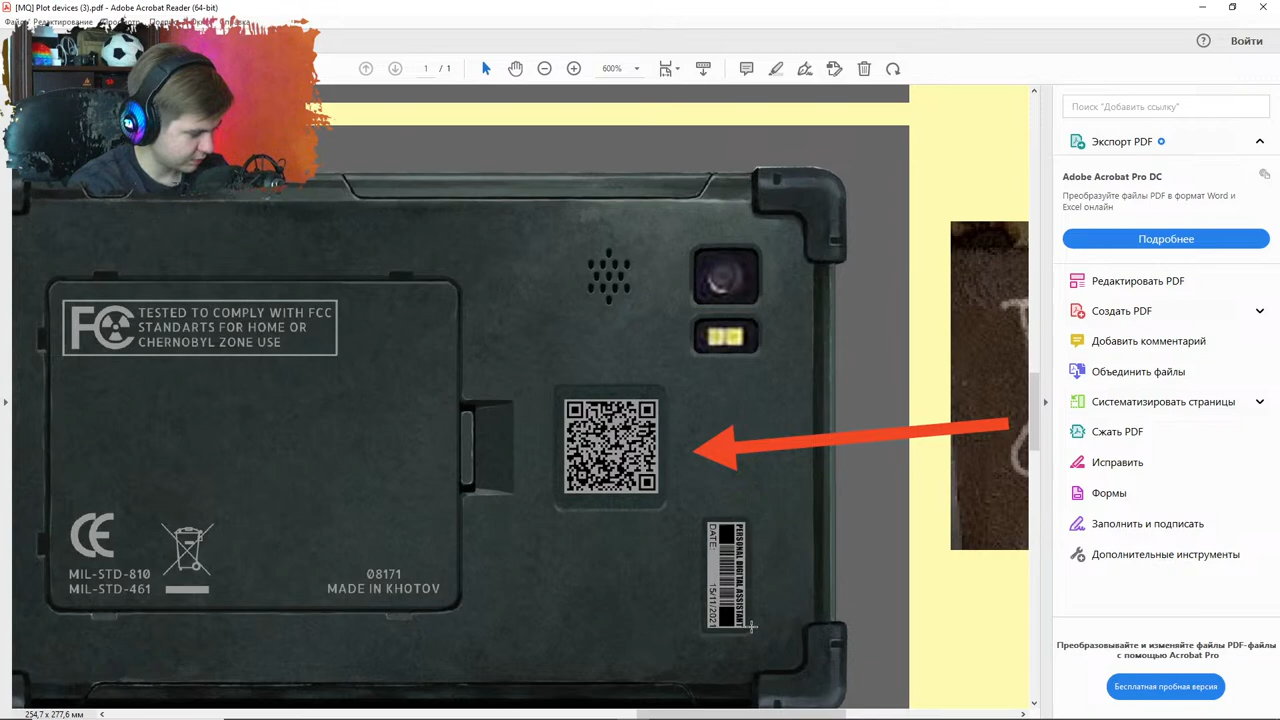 [MQ] Plot devices (3).pdf - Adobe Acrobat Reader (64-bit)
Файл Редактирование Просмотр
Справка
1 / 1
600%
Войти
Поиск "Добавить ссылку"
Экспорт PDF
Adobe Acrobat Pro DC
Преобразуйте файлы PDF в формат Word и
Excel онлайн
Подробнее
Редактировать PDF
Создать PDF
Добавить комментарий
Объединить файлы
Систематизировать страницы
Сжать PDF
Исправить
Формы
Заполнить и подписать
Дополнительные инструменты
Преобразовывайте и изменяйте файлы PDF-файлы
с помощью Acrobat Pro
Бесплатная пробная версия
FC TESTED TO COMPLY WITH FCC
STANDARTS FOR HOME OR
CHERNOBYL ZONE USE
CE
MIL-STD-810
MIL-STD-461
08171
MADE IN KHOTOV
PERSONAL DIGITAL ASSISTANT
DATE: 15/11/2021
254,7 x 277,6 мм